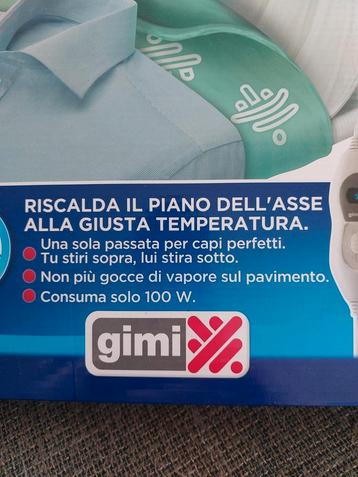 RISCALDA IL PIANO DELL'ASSE
ALLA GIUSTA TEMPERATURA.
Una sola passata per capi perfetti.
Tu stiri sopra, lui stira sotto.
Non più gocce di vapore sul pavimento.
Consuma solo 100 W.
gimi